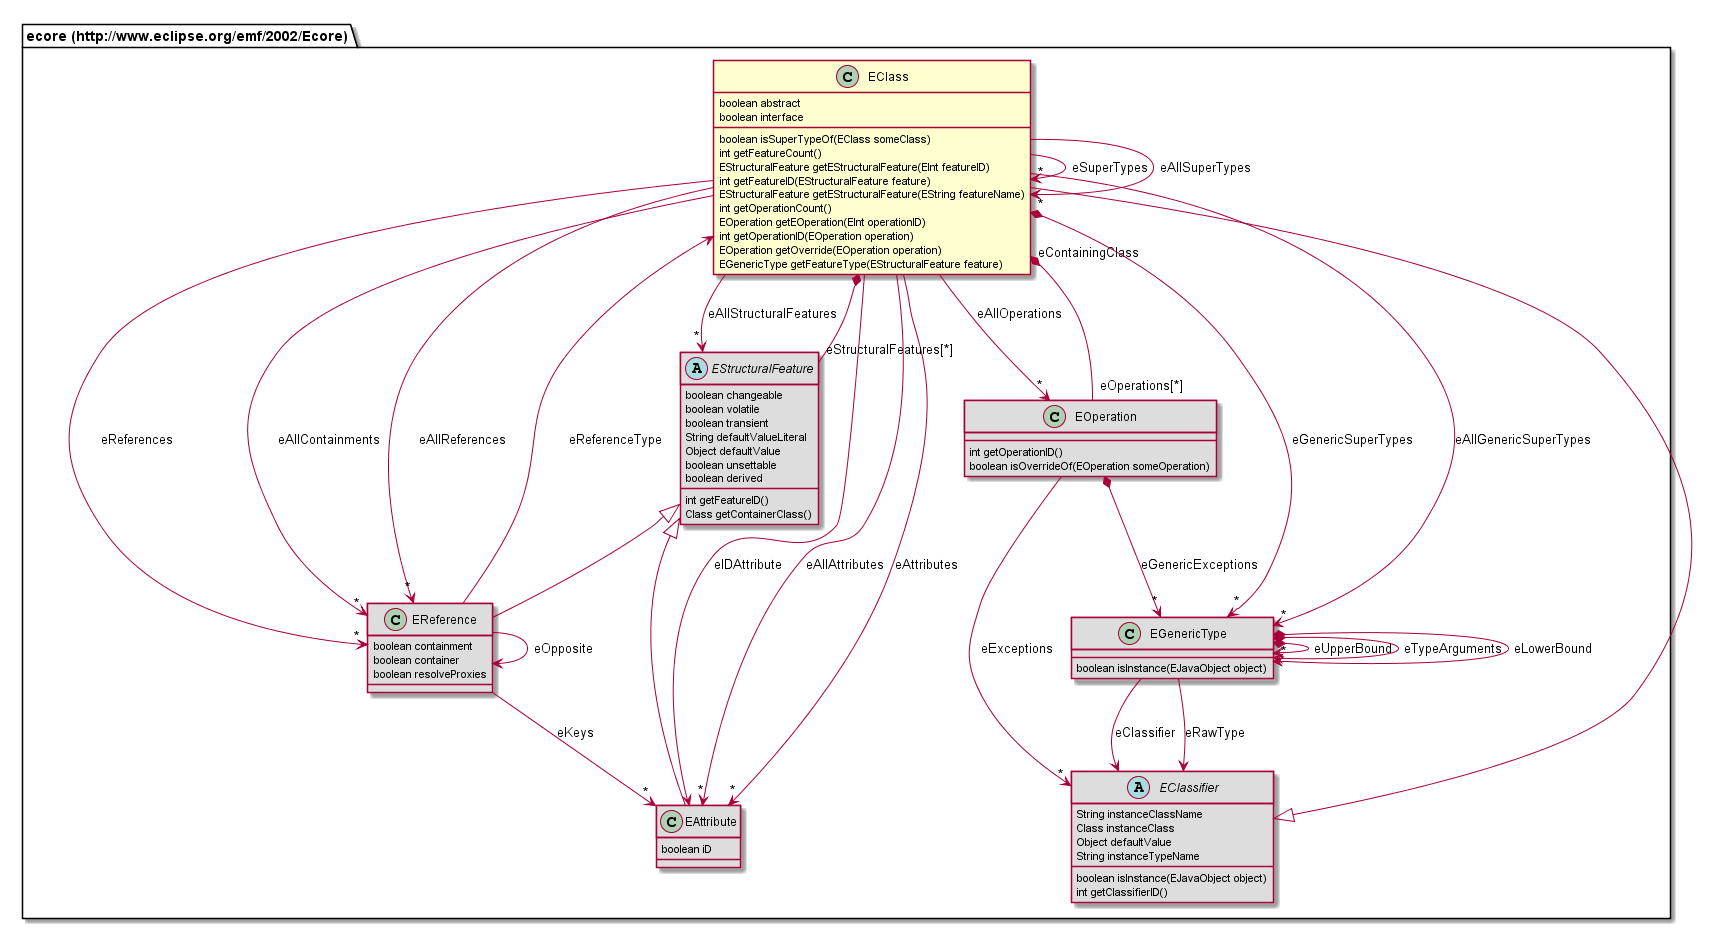 ecore (http://www.eclipse.org/emf/2002/Ecore)
C EClass
boolean abstract
boolean interface
boolean isSuperTypeOf(EClass someClass)
int getFeatureCount()
EStructuralFeature getEStructuralFeature(EInt featureID)
int getFeatureID(EStructuralFeature feature)
EStructuralFeature getEStructuralFeature(EString featureName)
int getOperationCount()
EOperation getEOperation(EInt operationID)
int getOperationID(EOperation operation)
EOperation getOverride(EOperation operation)
EGenericType getFeatureType(EStructuralFeature feature)
* eSuperTypes
eAllSuperTypes
*
eContainingClass
eAllStructuralFeatures
*
eAllOperations
*
eStructuralFeatures[*]
eOperations[*]
A EStructuralFeature
boolean changeable
boolean volatile
boolean transient
String defaultValueLiteral
Object defaultValue
boolean unsettable
boolean derived
int getFeatureID()
Class getContainerClass()
C EOperation
int getOperationID()
boolean isOverrideOf(EOperation someOperation)
eReferences
*
eAllContainments
*
eAllReferences
*
eReferenceType
eGenericSuperTypes
*
eAllGenericSuperTypes
*
eIDAttribute
eAllAttributes
*
eAttributes
*
eGenericExceptions
*
C EReference
boolean containment
boolean container
boolean resolveProxies
eOpposite
eExceptions
*
C EGenericType
boolean isInstance(EJavaObject object)
* eUpperBound
eTypeArguments
eLowerBound
eKeys
*
eClassifier
eRawType
C EAttribute
boolean iD
A EClassifier
String instanceClassName
Class instanceClass
Object defaultValue
String instanceTypeName
boolean isInstance(EJavaObject object)
int getClassifierID()